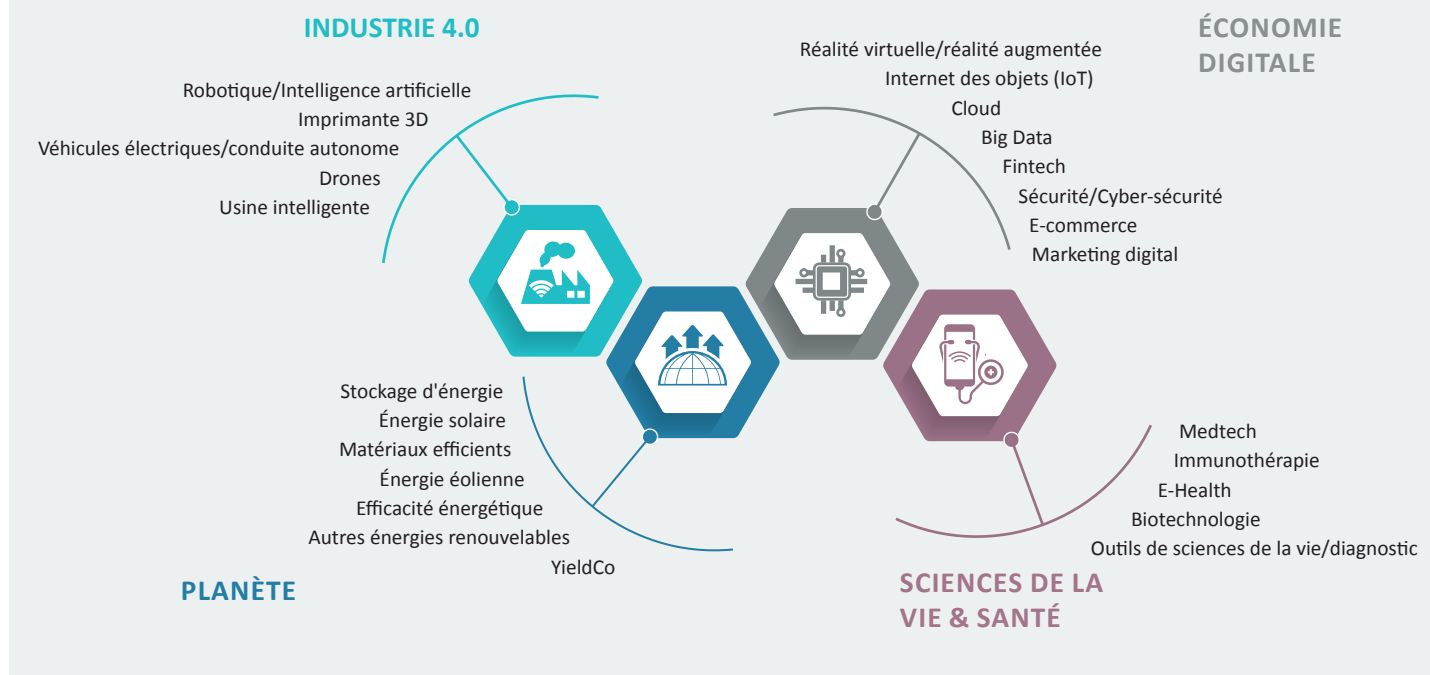 INDUSTRIE 4.0
Robotique/Intelligence artificielle
Imprimante 3D
Véhicules électriques/conduite autonome
Drones
Usine intelligente
ÉCONOMIE
DIGITALE
Réalité virtuelle/réalité augmentée
Internet des objets (IoT)
Cloud
Big Data
Fintech
Sécurité/Cyber-sécurité
E-commerce
Marketing digital
Stockage d'énergie
Énergie solaire
Matériaux efficients
Énergie éolienne
Efficacité énergétique
Autres énergies renouvelables
YieldCo
PLANÈTE
Medtech
Immunothérapie
E-Health
Biotechnologie
Outils de sciences de la vie/diagnostic
SCIENCES DE LA
VIE & SANTÉ